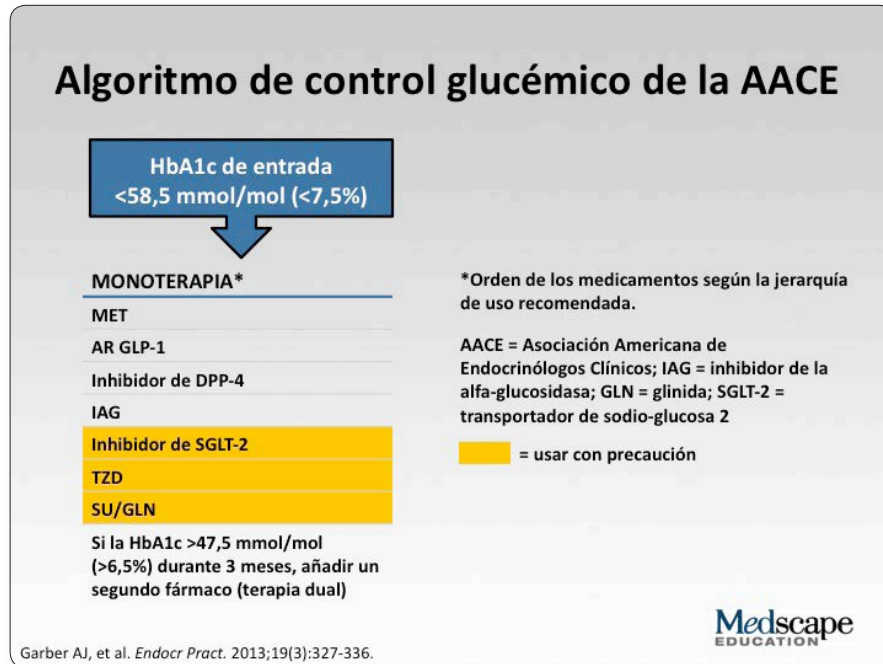 Algoritmo de control glucémico de la AACE
HbA1c de entrada
<58,5 mmol/mol (<7,5%)
MONOTERAPIA*
MET
AR GLP-1
Inhibidor de DPP-4
IAG
Inhibidor de SGLT-2
TZD
SU/GLN
Si la HbA1c >47,5 mmol/mol
(>6,5%) durante 3 meses, añadir un
segundo fármaco (terapia dual)
*Orden de los medicamentos según la jerarquía
de uso recomendada.
AACE = Asociación Americana de
Endocrinólogos Clínicos; IAG = inhibidor de la
alfa-glucosidasa; GLN = glinida; SGLT-2 =
transportador de sodio-glucosa 2
= usar con precaución
Medscape
EDUCATION
Garber AJ, et al. Endocr Pract. 2013;19(3):327-336.